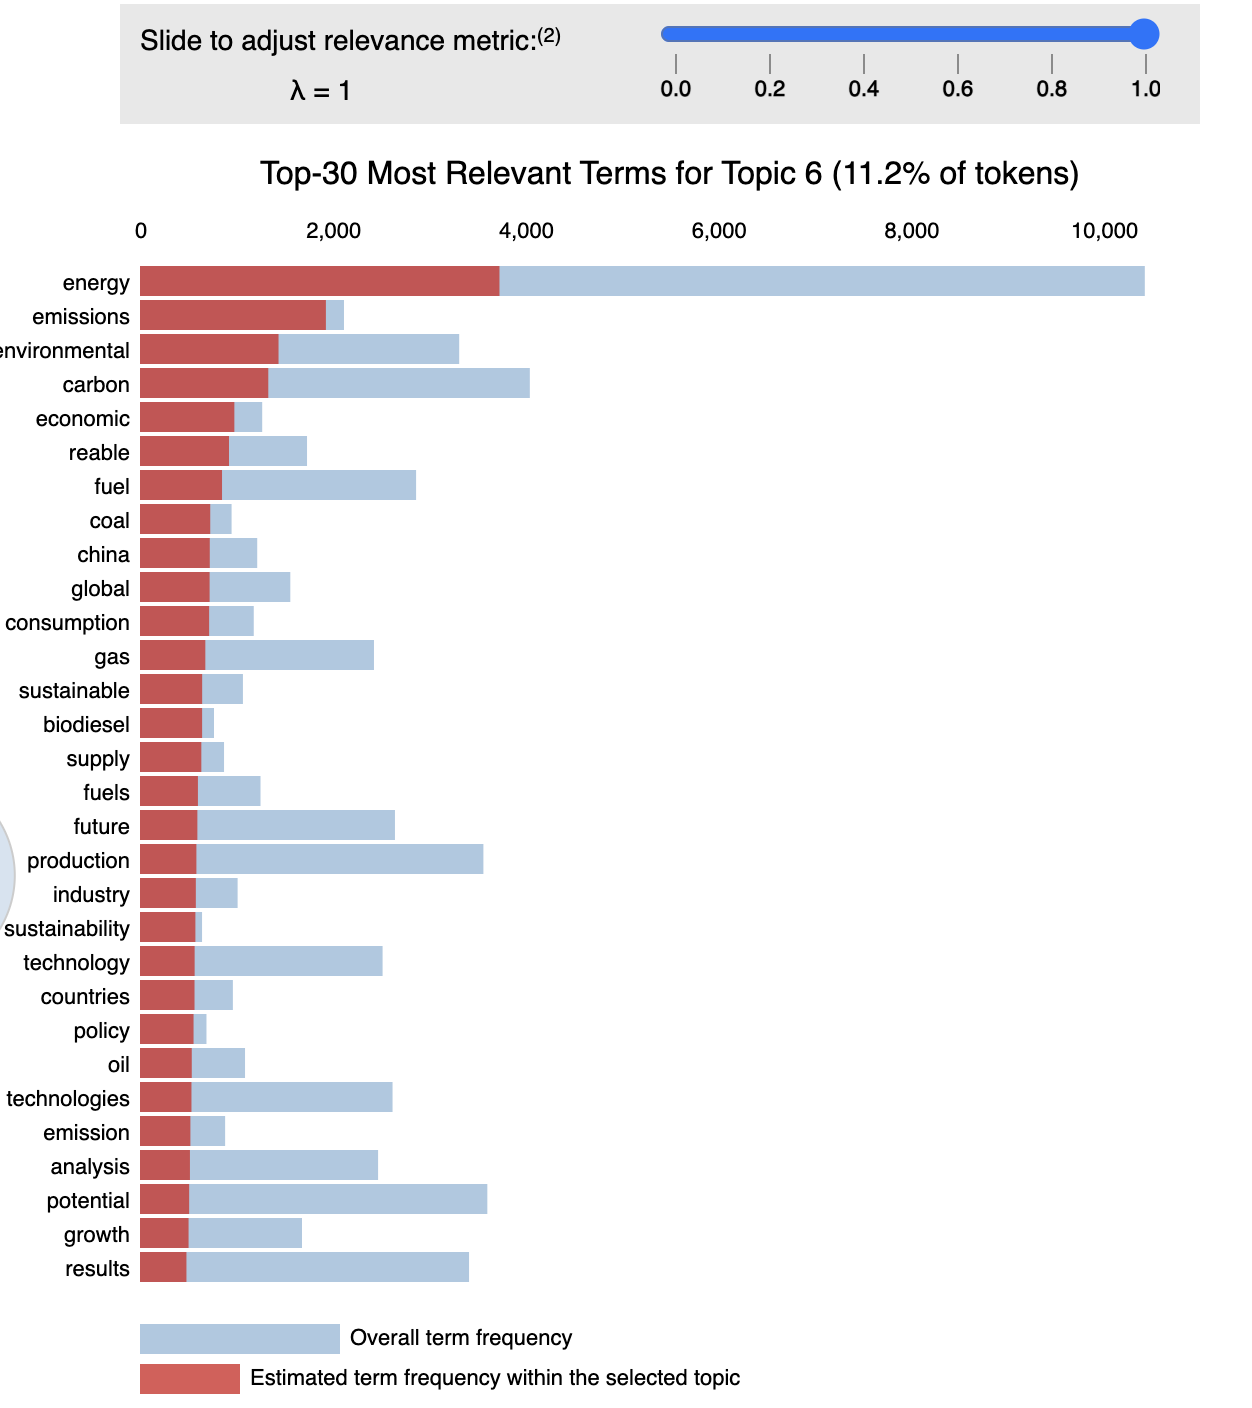 Slide to adjust relevance metric:(2)
λ = 1
0.0 0.2 0.4 0.6 0.8 1.0
Top-30 Most Relevant Terms for Topic 6 (11.2% of tokens)
0 2,000 4,000 6,000 8,000 10,000
energy
emissions
environmental
carbon
economic
reable
fuel
coal
china
global
consumption
gas
sustainable
biodiesel
supply
fuels
future
production
industry
sustainability
technology
countries
policy
oil
technologies
emission
analysis
potential
growth
results
Overall term frequency
Estimated term frequency within the selected topic